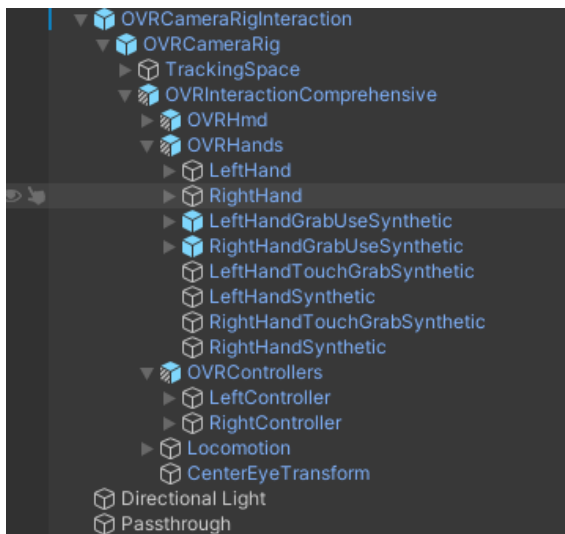 OVRCameraRigInteraction
OVRCameraRig
TrackingSpace
OVRInteractionComprehensive
OVRHmd
OVRHands
LeftHand
RightHand
LeftHandGrabUseSynthetic
RightHandGrabUseSynthetic
LeftHandTouchGrabSynthetic
LeftHandSynthetic
RightHandTouchGrabSynthetic
RightHandSynthetic
OVRControllers
LeftController
RightController
Locomotion
CenterEyeTransform
Directional Light
Passthrough